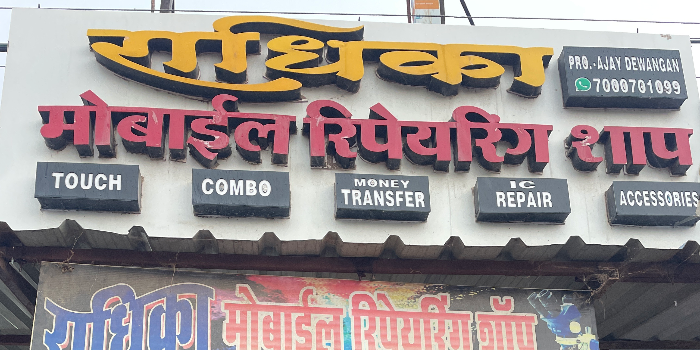 राधिका
PRO.-AJAY DEWANGAN
7000701099
मोबाईल रिपेयरिंग शाप
TOUCH
COMBO
MONEY TRANSFER
IC REPAIR
ACCESSORIES
राधिका मोबाईल रिपेयरिंग शॉप